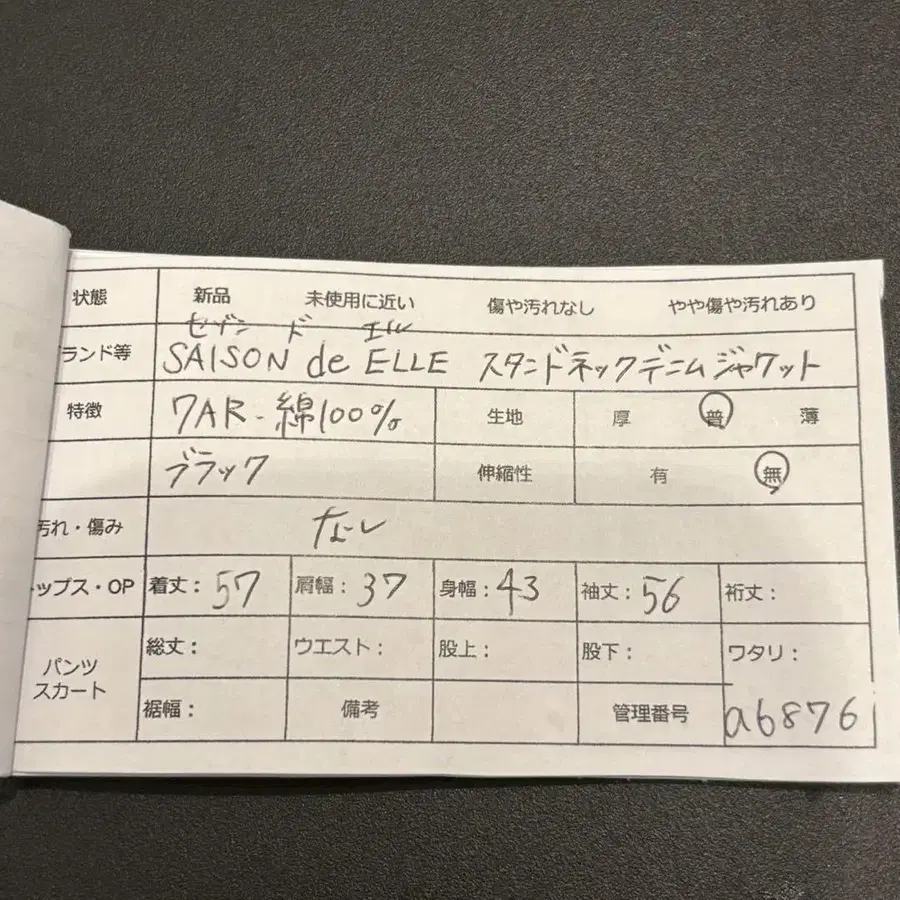 状態 新品 未使用に近い 傷や汚れなし やや傷や汚れあり
セゾン ド エル
ランド等 SAISON de ELLE スタンドネックデニムジャケット
特徴 7AR-綿100% 生地 厚 普 薄
ブラック 伸縮性 有 無
汚れ・傷み なし
ップス・OP 着丈:57 肩幅:37 身幅:43 袖丈:56 裄丈:
パンツ スカート 総丈: ウエスト: 股上: 股下: ワタリ:
裾幅: 備考 管理番号 a6876